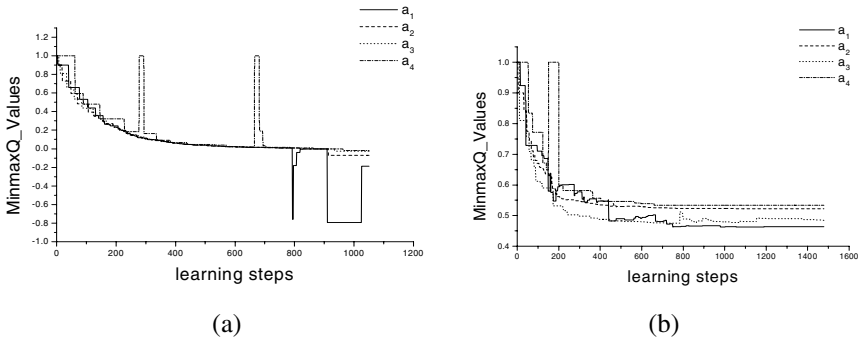 a1
a2
a3
a4
1.2
1.0
0.8
0.6
0.4
0.2
0.0
-0.2
-0.4
-0.6
-0.8
-1.0
MinmaxQ_Values
0 200 400 600 800 1000 1200
learning steps
(a)
a1
a2
a3
a4
1.0
0.9
0.8
0.7
0.6
0.5
0.4
MinmaxQ_Values
0 200 400 600 800 1000 1200 1400 1600
learning steps
(b)